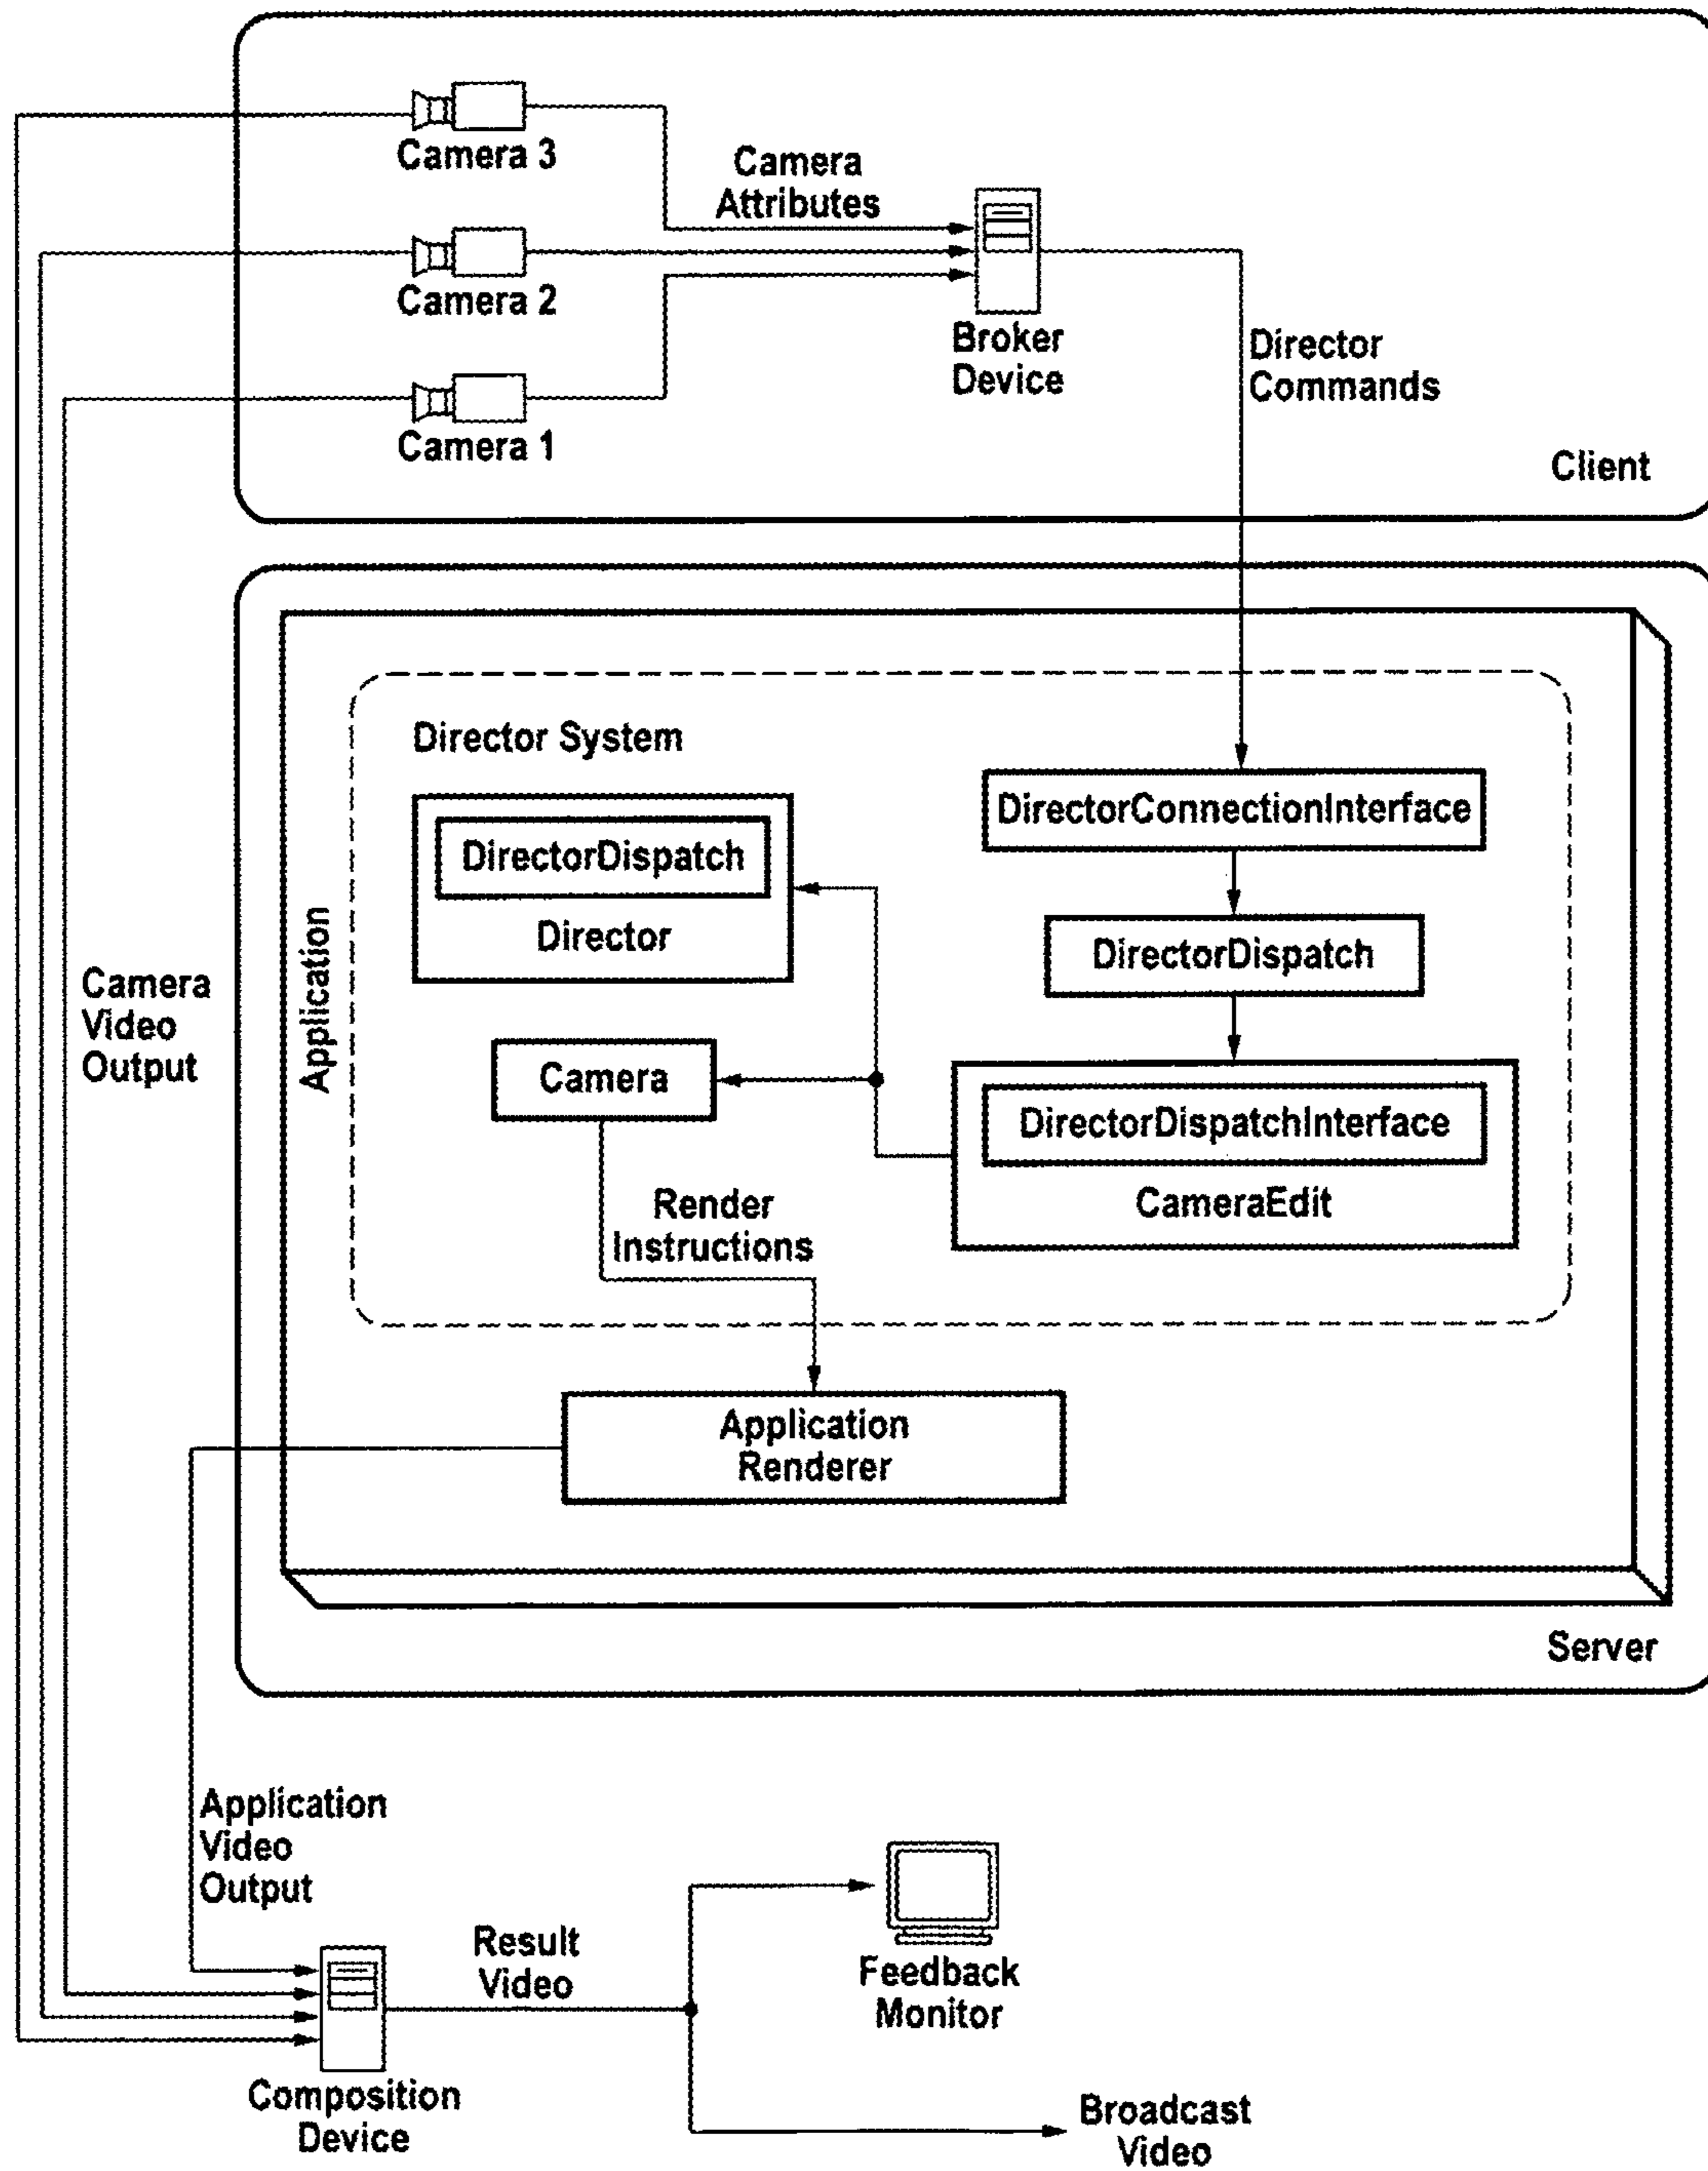 Camera 3
Camera
Attributes
Camera 2
Broker
Device
Director
Commands
Camera 1
Client
Director System
DirectorConnectionInterface
DirectorDispatch
Director
DirectorDispatch
Camera
Video
Output
Application
Camera
DirectorDispatchInterface
CameraEdit
Render
Instructions
Application
Renderer
Server
Application
Video
Output
Result
Video
Feedback
Monitor
Composition
Device
Broadcast
Video